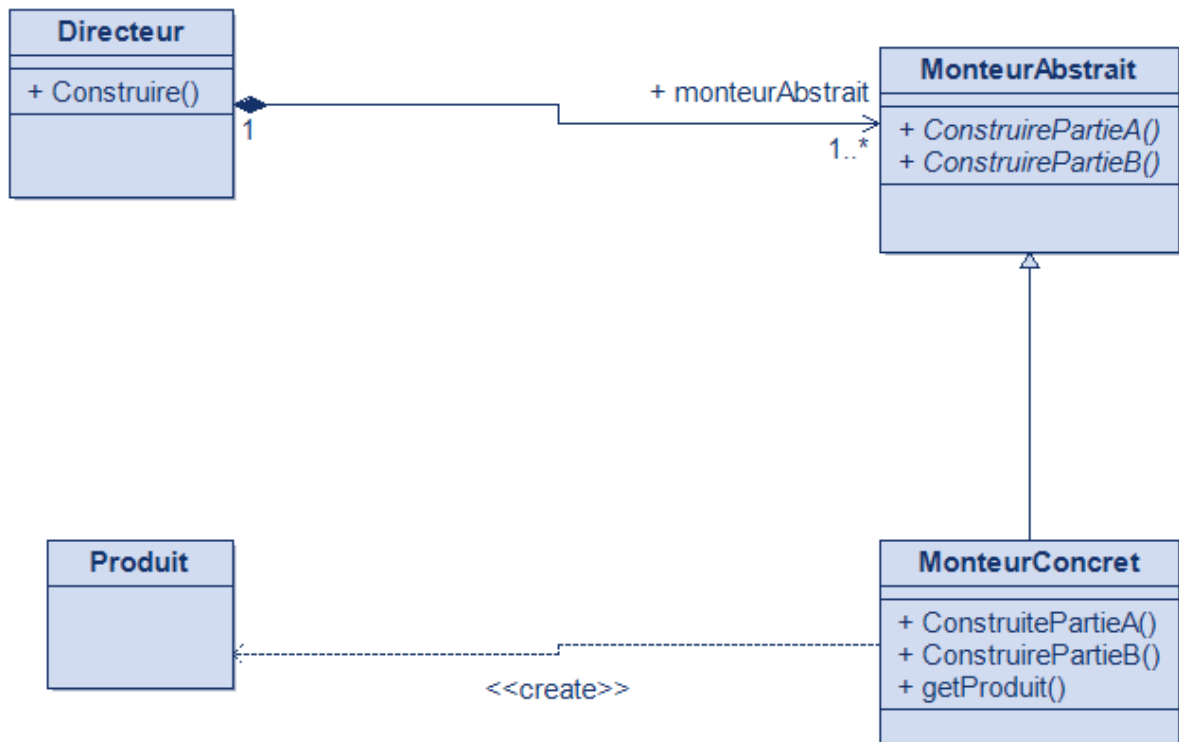 Directeur
+ Construire()
1
+ monteurAbstrait
1..*
MonteurAbstrait
+ ConstruirePartieA()
+ ConstruirePartieB()
Produit
<<create>>
MonteurConcret
+ ConstruitePartieA()
+ ConstruirePartieB()
+ getProduit()